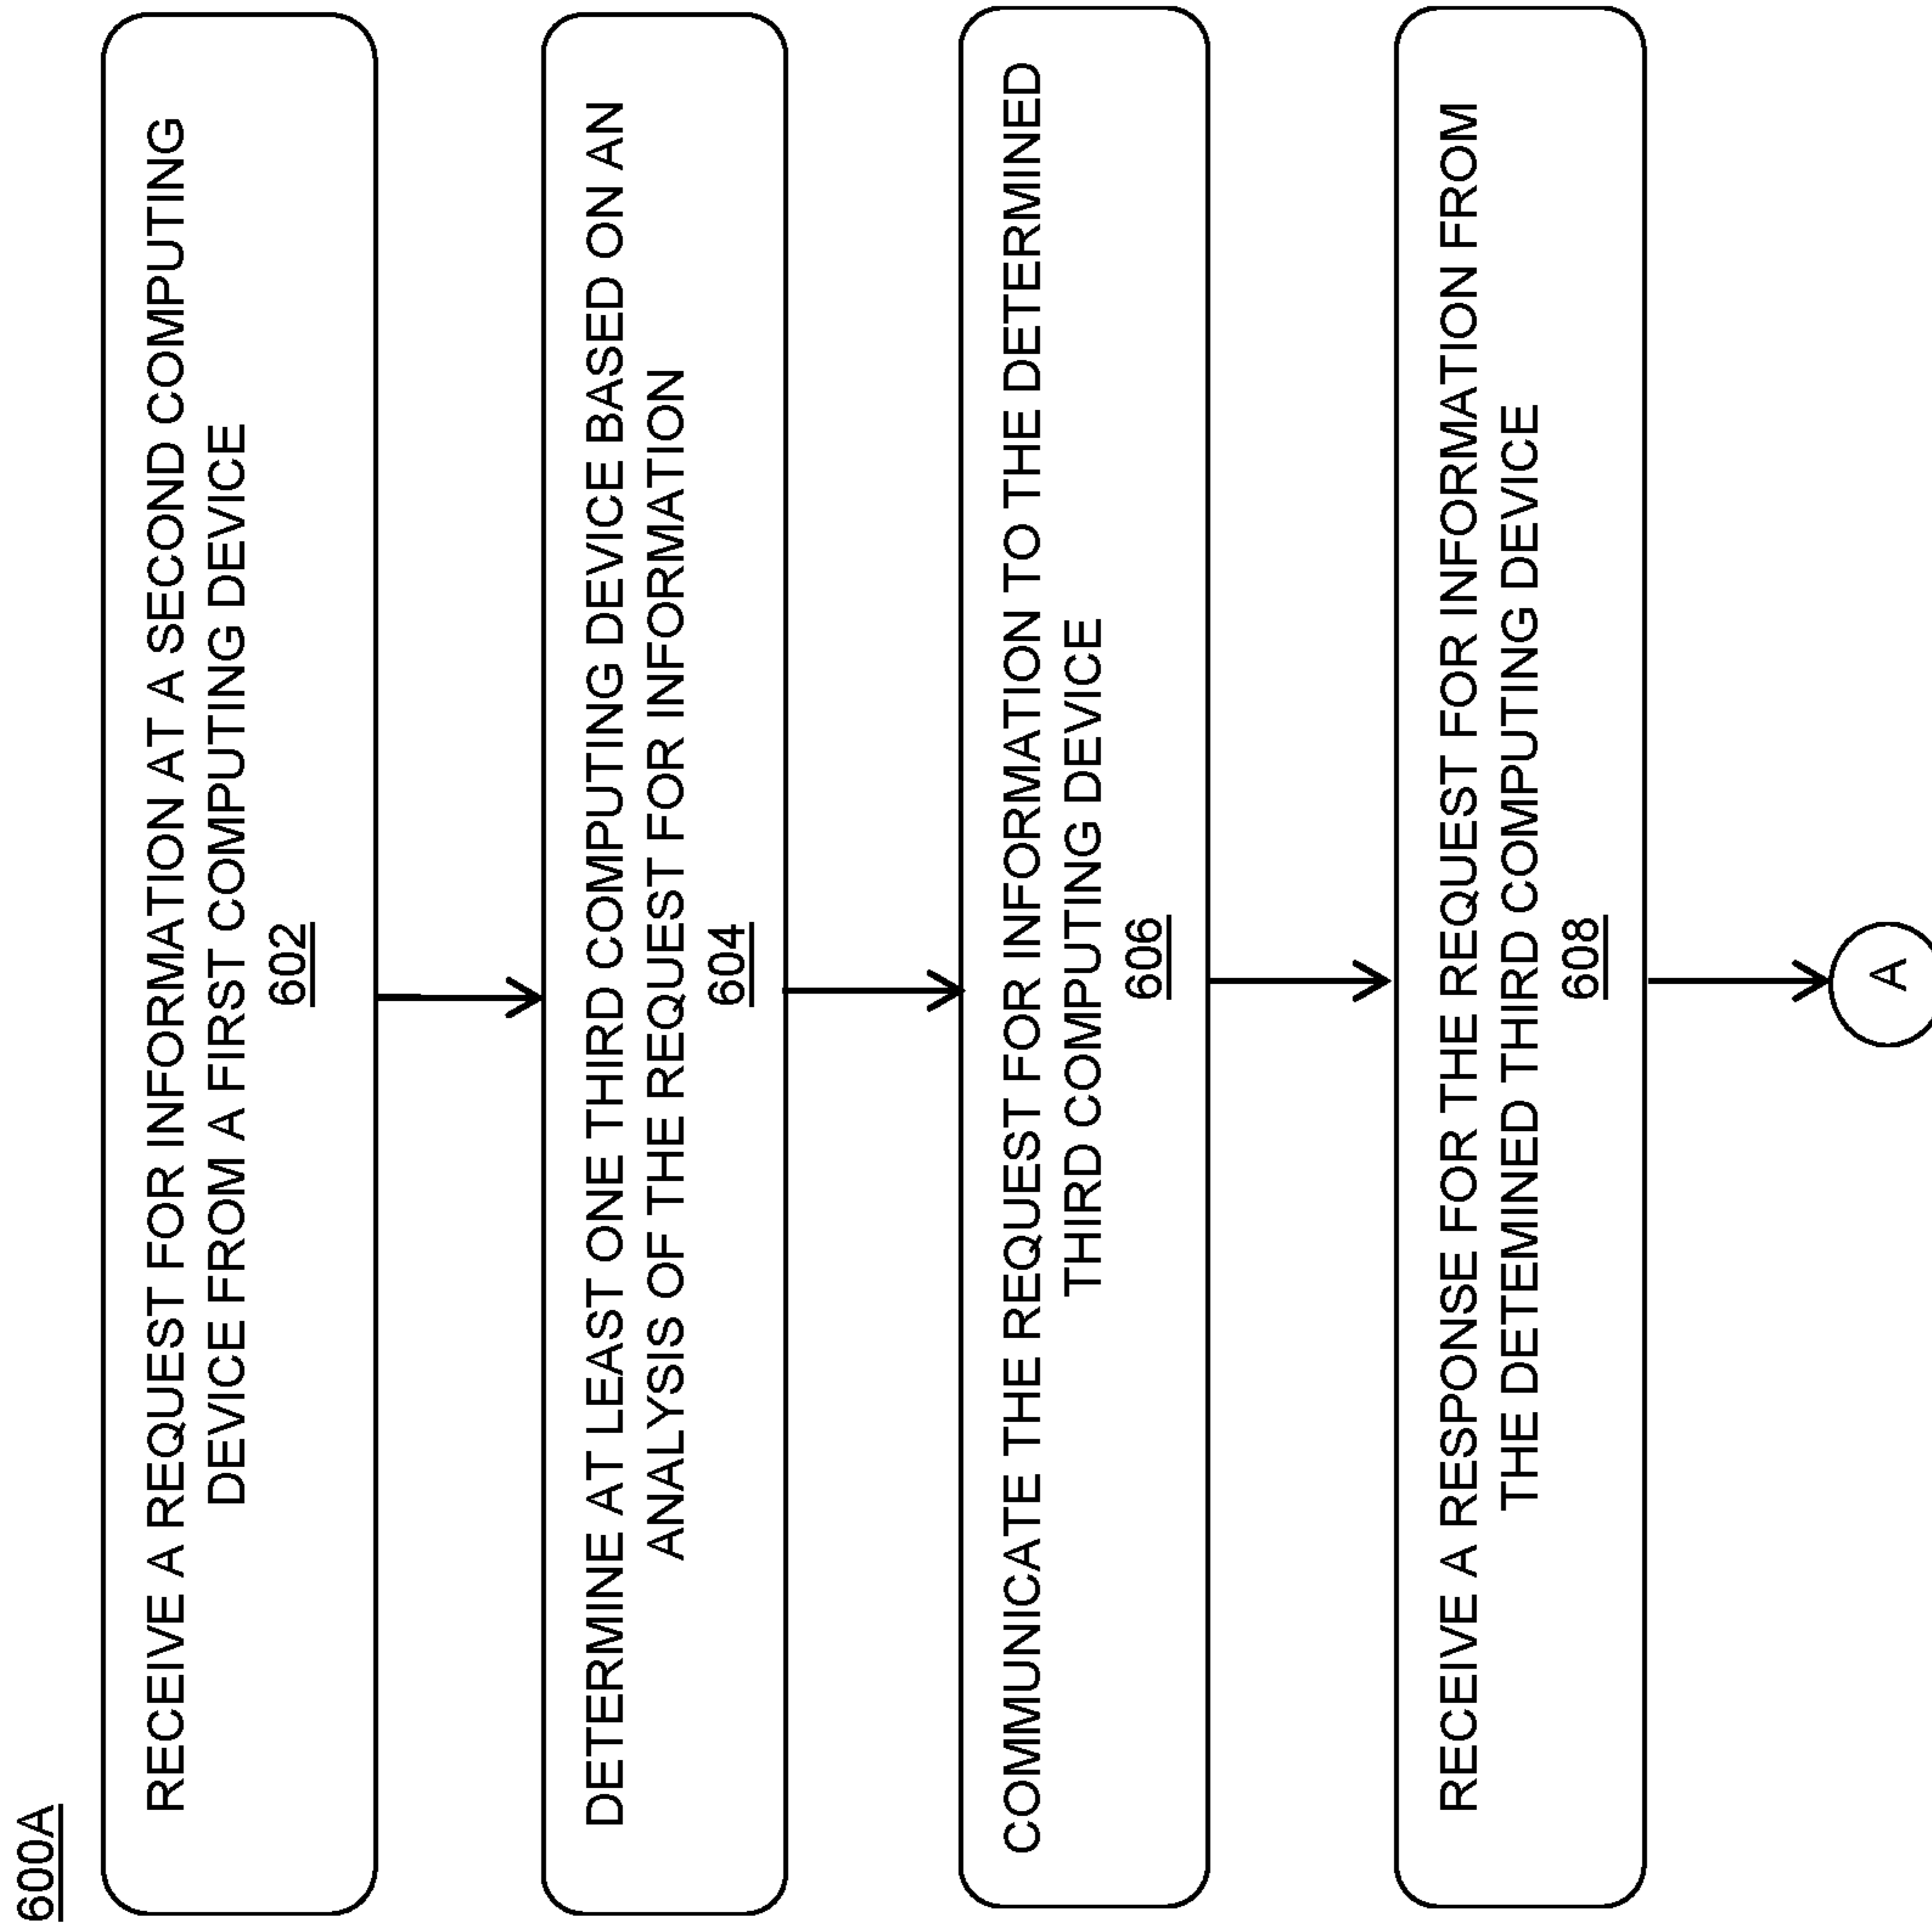 600A
RECEIVE A REQUEST FOR INFORMATION AT A SECOND COMPUTING
DEVICE FROM A FIRST COMPUTING DEVICE
602
DETERMINE AT LEAST ONE THIRD COMPUTING DEVICE BASED ON AN
ANALYSIS OF THE REQUEST FOR INFORMATION
604
COMMUNICATE THE REQUEST FOR INFORMATION TO THE DETERMINED
THIRD COMPUTING DEVICE
606
RECEIVE A RESPONSE FOR THE REQUEST FOR INFORMATION FROM
THE DETEMINED THIRD COMPUTING DEVICE
608
A